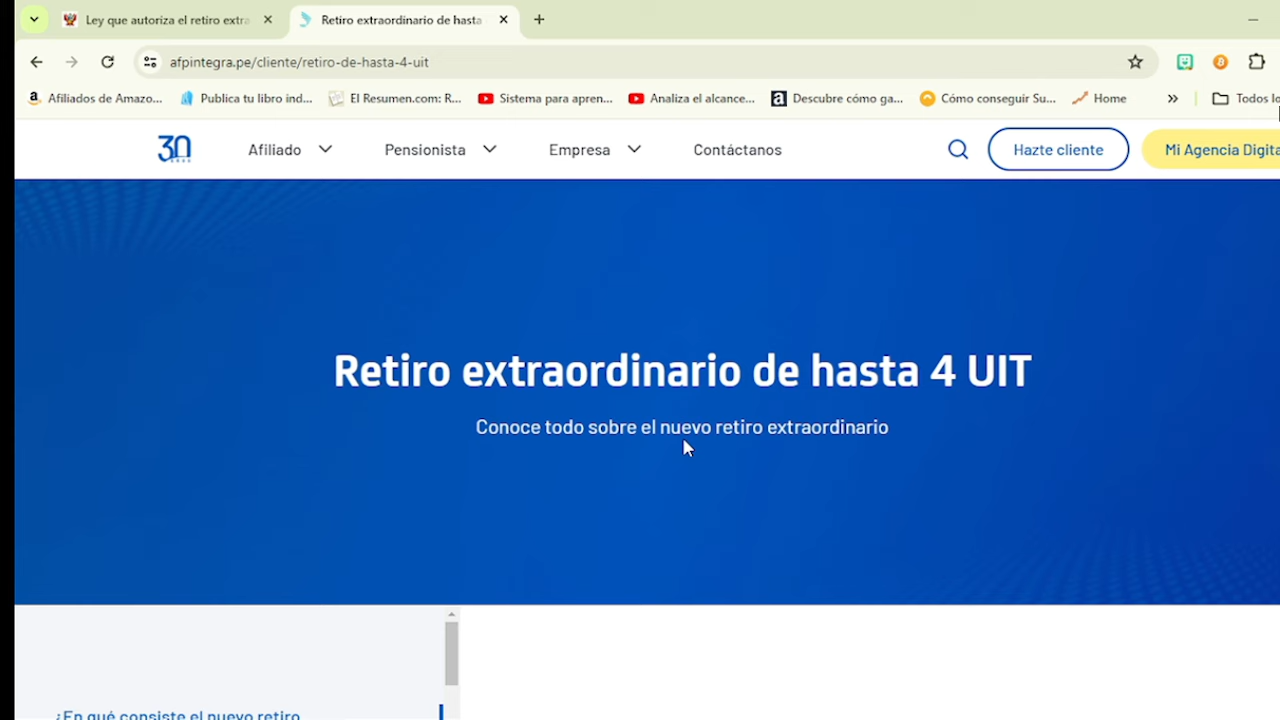 Ley que autoriza el retiro extra
Retiro extraordinario de hasta
afpintegra.pe/cliente/retiro-de-hasta-4-uit
Afiliados de Amazo...
Publica tu libro ind...
El Resumen.com: R...
Sistema para apren...
Analiza el alcance...
Descubre cómo ga...
Cómo conseguir Su...
Home
Todos lo
30
Afiliado
Pensionista
Empresa
Contáctanos
Hazte cliente
Mi Agencia Digita
Retiro extraordinario de hasta 4 UIT
Conoce todo sobre el nuevo retiro extraordinario
¿En qué consiste el nuevo retiro